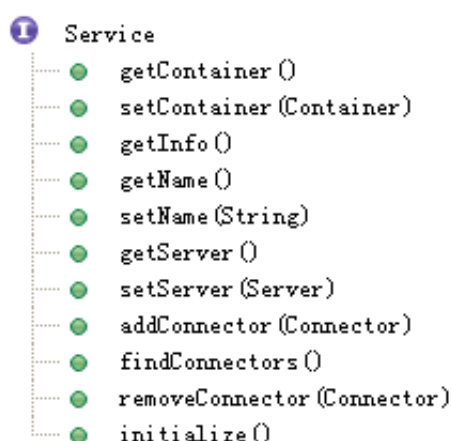 I Service
getContainer()
setContainer(Container)
getInfo()
getName()
setName(String)
getServer()
setServer(Server)
addConnector(Connector)
findConnectors()
removeConnector(Connector)
initialize()